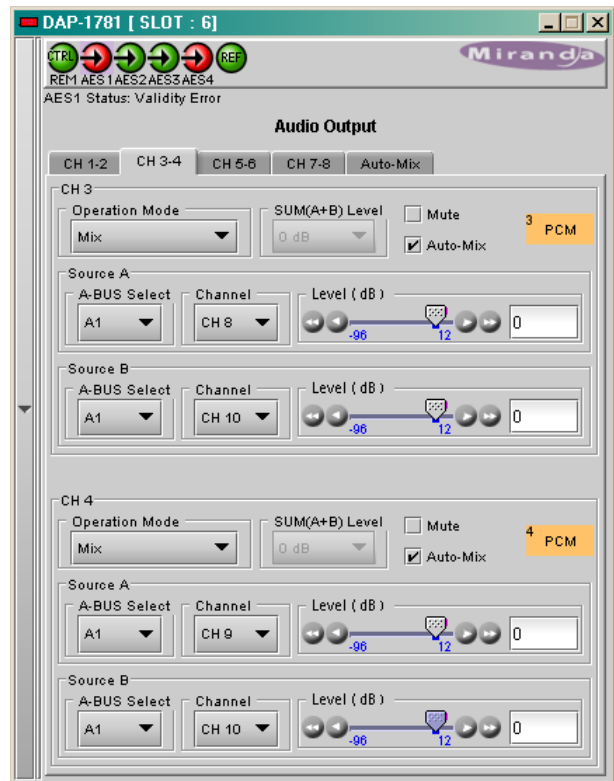 DAP-1781 [ SLOT : 6]
CTRL REF Miranda
REM AES1 AES2 AES3 AES4
AES1 Status: Validity Error
Audio Output
CH 1-2 CH 3-4 CH 5-6 CH 7-8 Auto-Mix
CH 3
Operation Mode SUM(A+B) Level Mute 3 PCM
Mix 0 dB Auto-Mix
Source A
A-BUS Select Channel Level ( dB )
A1 CH 8 -96 12 0
Source B
A-BUS Select Channel Level ( dB )
A1 CH 10 -96 12 0
CH 4
Operation Mode SUM(A+B) Level Mute 4 PCM
Mix 0 dB Auto-Mix
Source A
A-BUS Select Channel Level ( dB )
A1 CH 9 -96 12 0
Source B
A-BUS Select Channel Level ( dB )
A1 CH 10 -96 12 0